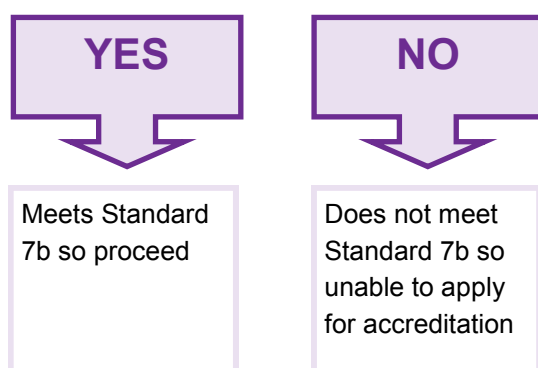 YES
NO
Meets Standard
7b so proceed
Does not meet
Standard 7b so
unable to apply
for accreditation